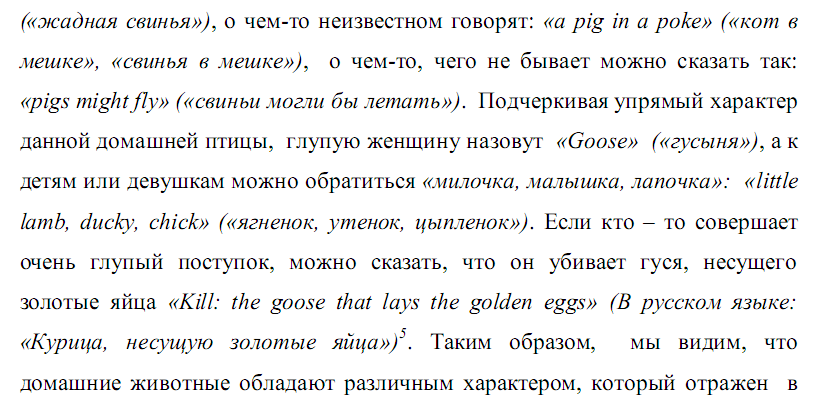 («жадная свинья»), о чем-то неизвестном говорят: «a pig in a poke» («кот в
мешке», «свинья в мешке»), о чем-то, чего не бывает можно сказать так:
«pigs might fly» («свиньи могли бы летать»). Подчеркивая упрямый характер
данной домашней птицы, глупую женщину назовут «Goose» («гусыня»), а к
детям или девушкам можно обратиться «милочка, малышка, лапочка»: «little
lamb, ducky, chick» («ягненок, утенок, цыпленок»). Если кто – то совершает
очень глупый поступок, можно сказать, что он убивает гуся, несущего
золотые яйца «Kill: the goose that lays the golden eggs» (В русском языке:
«Курица, несущую золотые яйца»)5. Таким образом, мы видим, что
домашние животные обладают различным характером, который отражен в